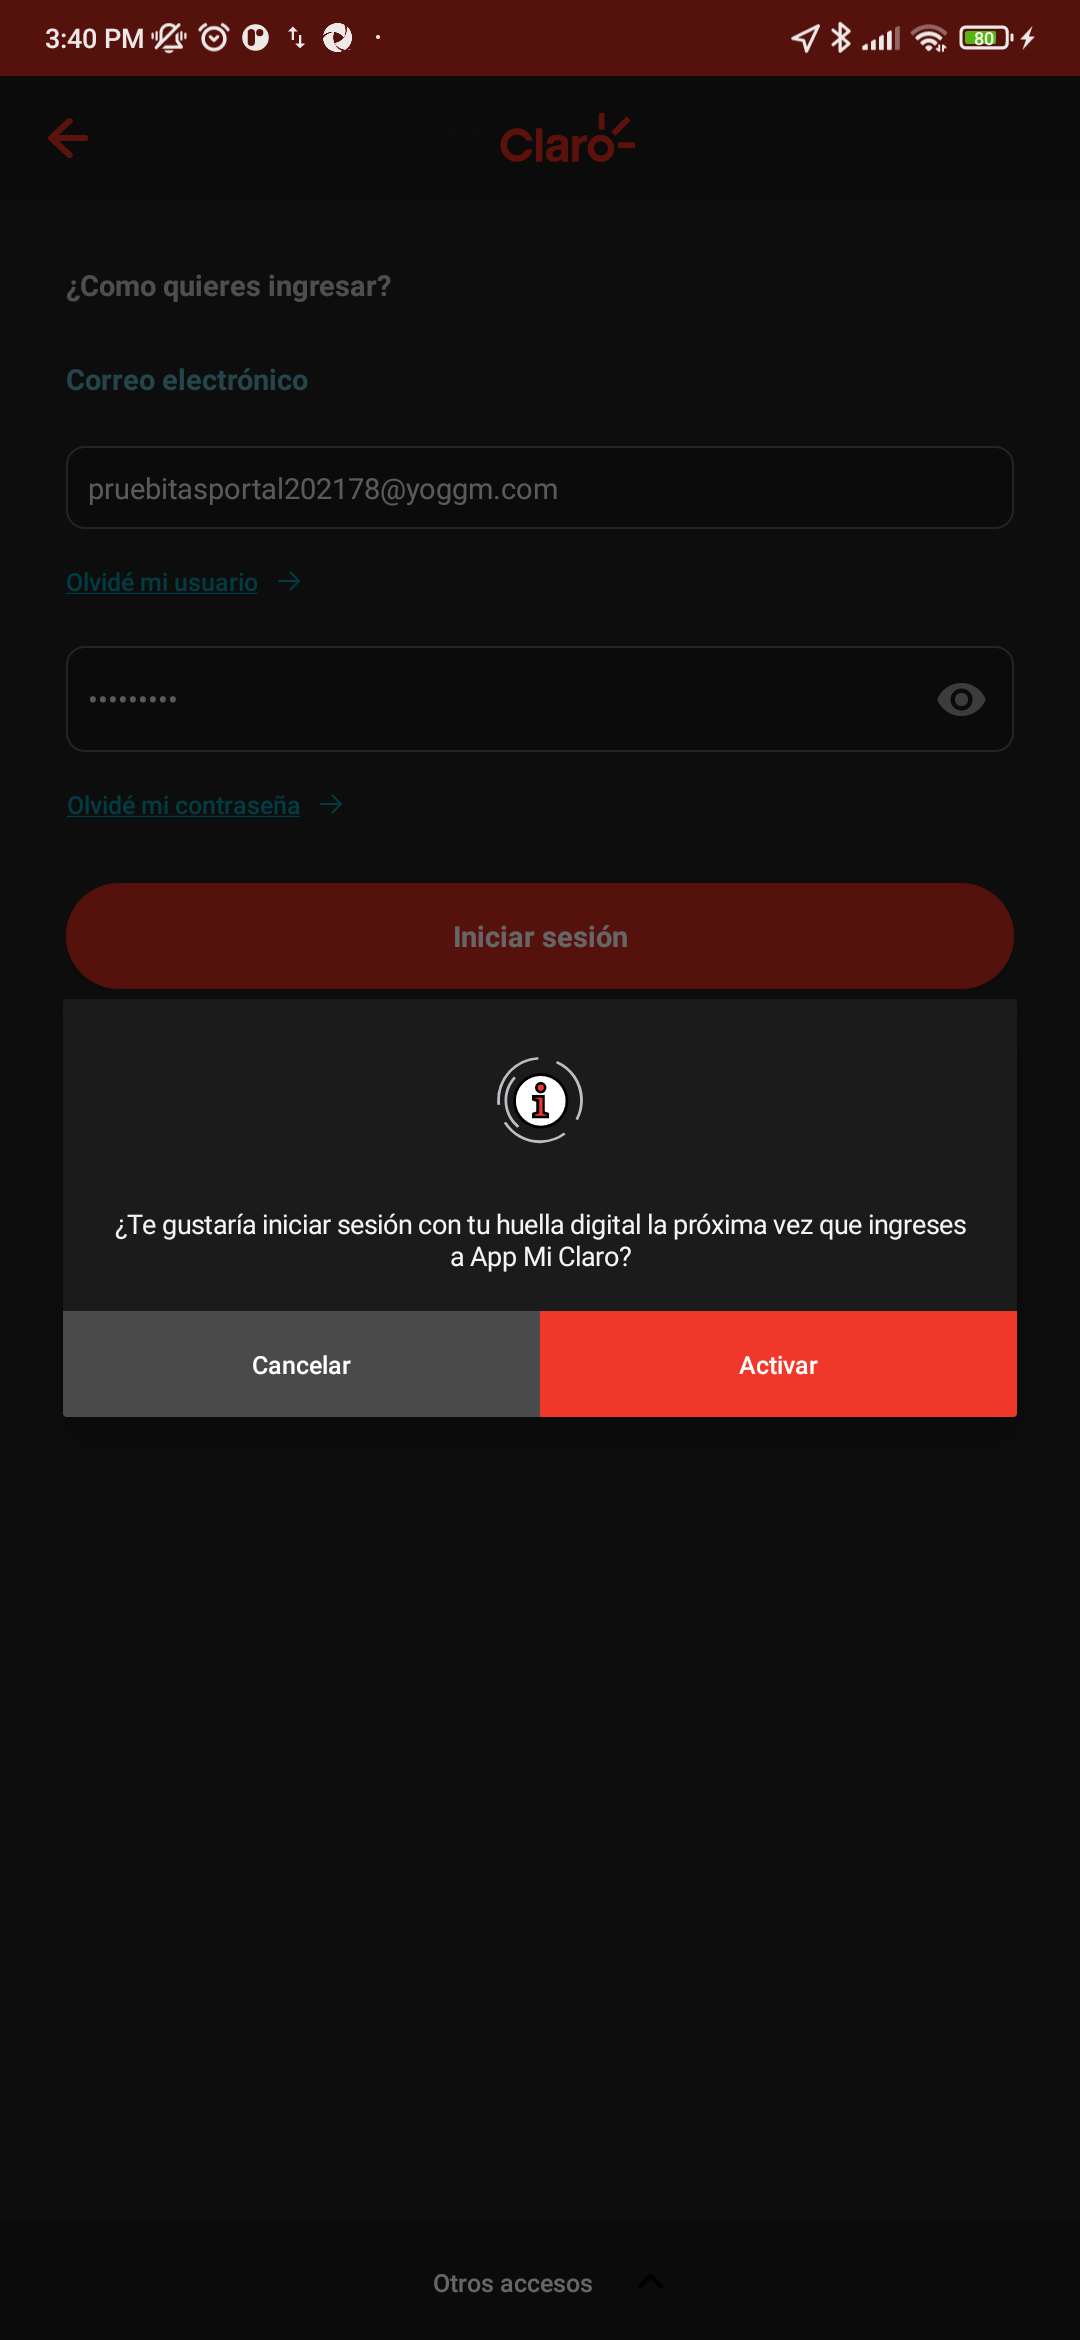 3:40 PM
80
Claro
¿Como quieres ingresar?
Correo electrónico
pruebitasportal202178@yoggm.com
Olvidé mi usuario
Olvidé mi contraseña
Iniciar sesión
¿Te gustaría iniciar sesión con tu huella digital la próxima vez que ingreses
a App Mi Claro?
Cancelar
Activar
Otros accesos